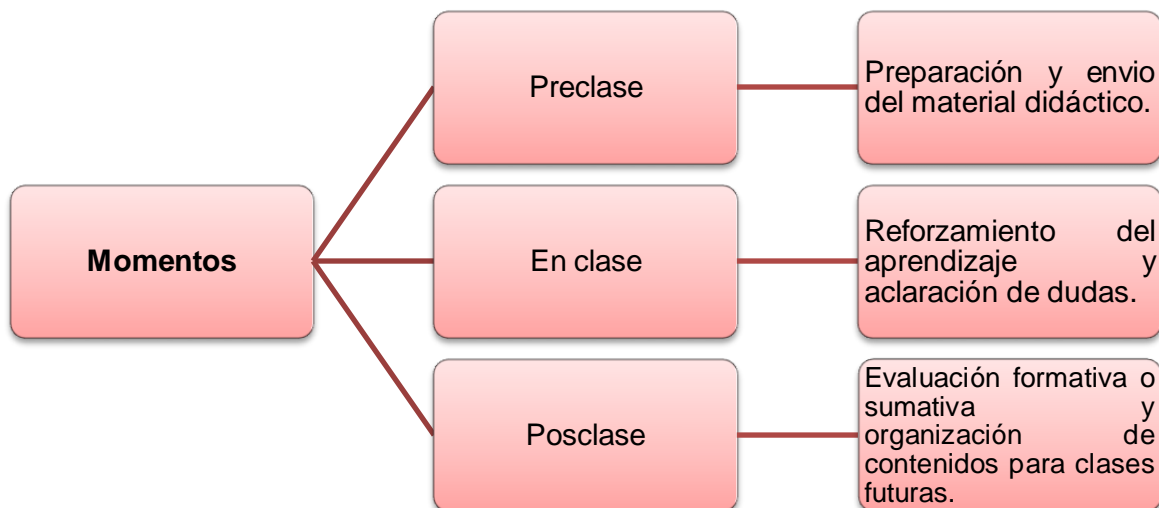 Momentos
Preclase
Preparación y envio
del material didáctico.
En clase
Reforzamiento del
aprendizaje y
aclaración de dudas.
Posclase
Evaluación formativa o
sumativa y
organización de
contenidos para clases
futuras.